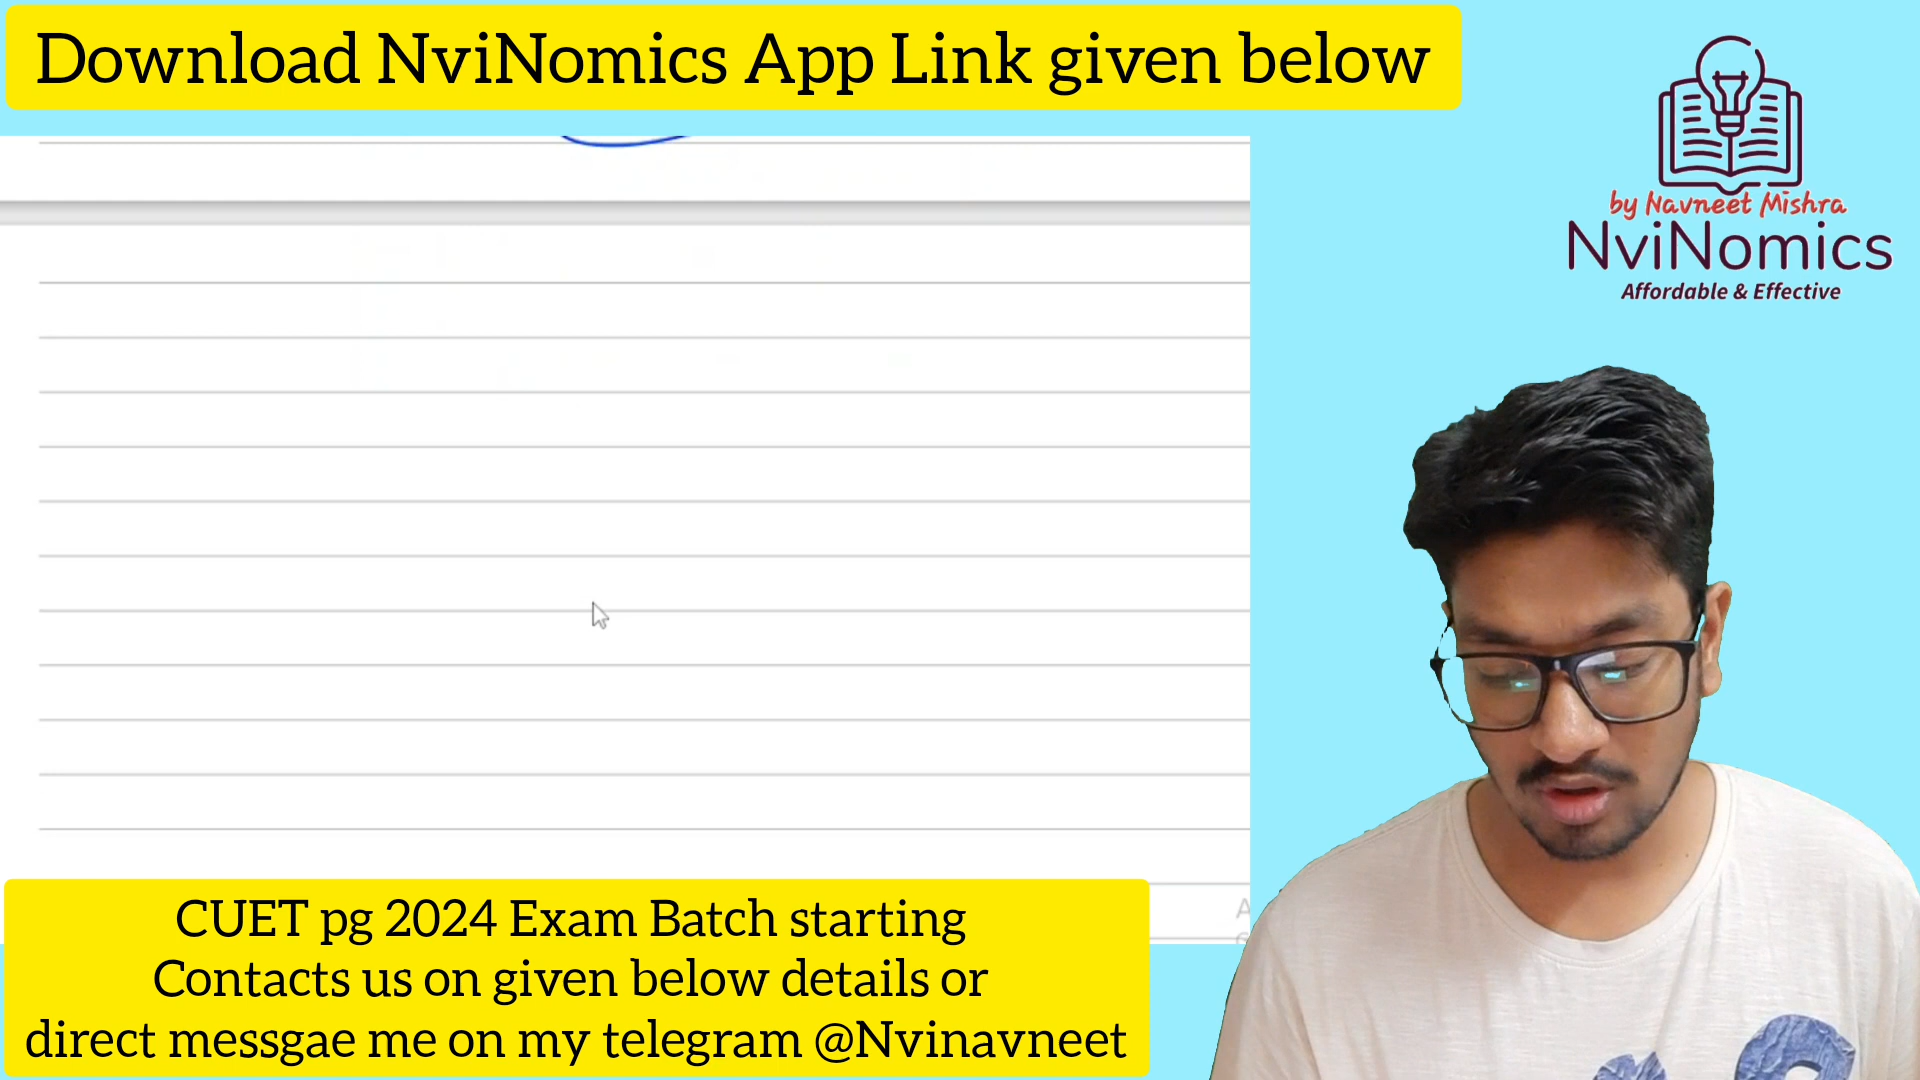 Download NviNomics App Link given below
by Navneet Mishra
NviNomics
Affordable & Effective
CUET pg 2024 Exam Batch starting
Contacts us on given below details or
direct messgae me on my telegram @Nvinavneet